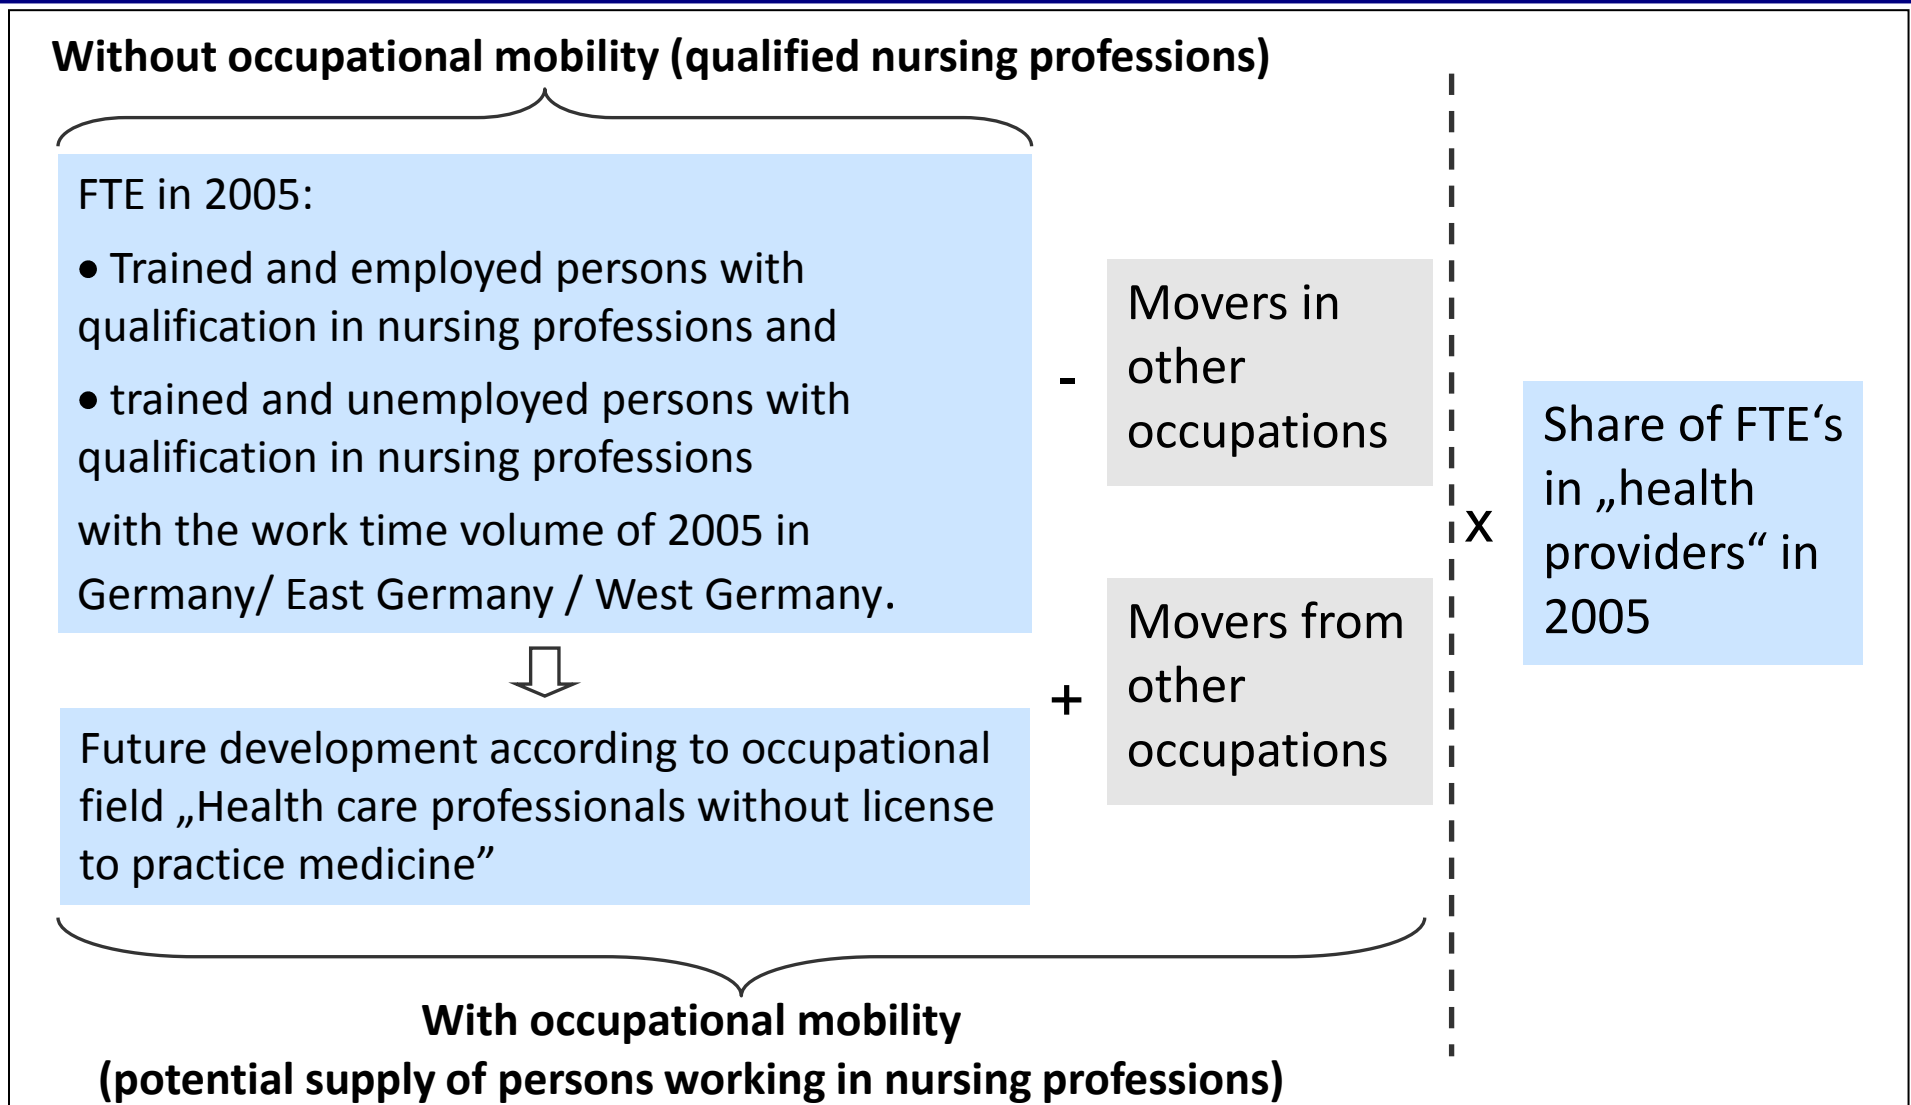 Without occupational mobility (qualified nursing professions)
FTE in 2005:
• Trained and employed persons with
qualification in nursing professions and
• trained and unemployed persons with
qualification in nursing professions
with the work time volume of 2005 in
Germany/ East Germany / West Germany.
-
Movers in
other
occupations
+
Movers from
other
occupations
x
Share of FTE‘s
in „health
providers“ in
2005
Future development according to occupational
field „Health care professionals without license
to practice medicine”
With occupational mobility
(potential supply of persons working in nursing professions)